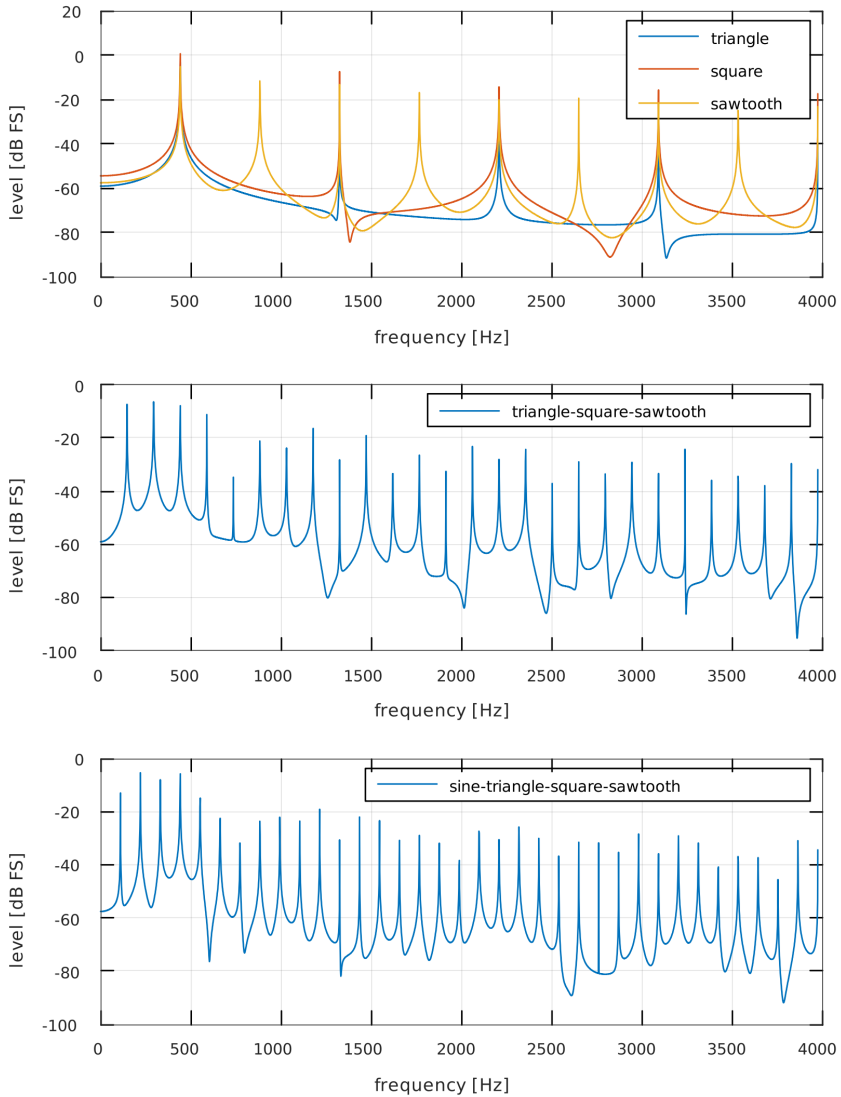 20
0
-20
-40
-60
-80
-100
level [dB FS]
triangle
square
sawtooth
0 500 1000 1500 2000 2500 3000 3500 4000
frequency [Hz]
0
-20
-40
-60
-80
-100
level [dB FS]
triangle-square-sawtooth
0 500 1000 1500 2000 2500 3000 3500 4000
frequency [Hz]
0
-20
-40
-60
-80
-100
level [dB FS]
sine-triangle-square-sawtooth
0 500 1000 1500 2000 2500 3000 3500 4000
frequency [Hz]